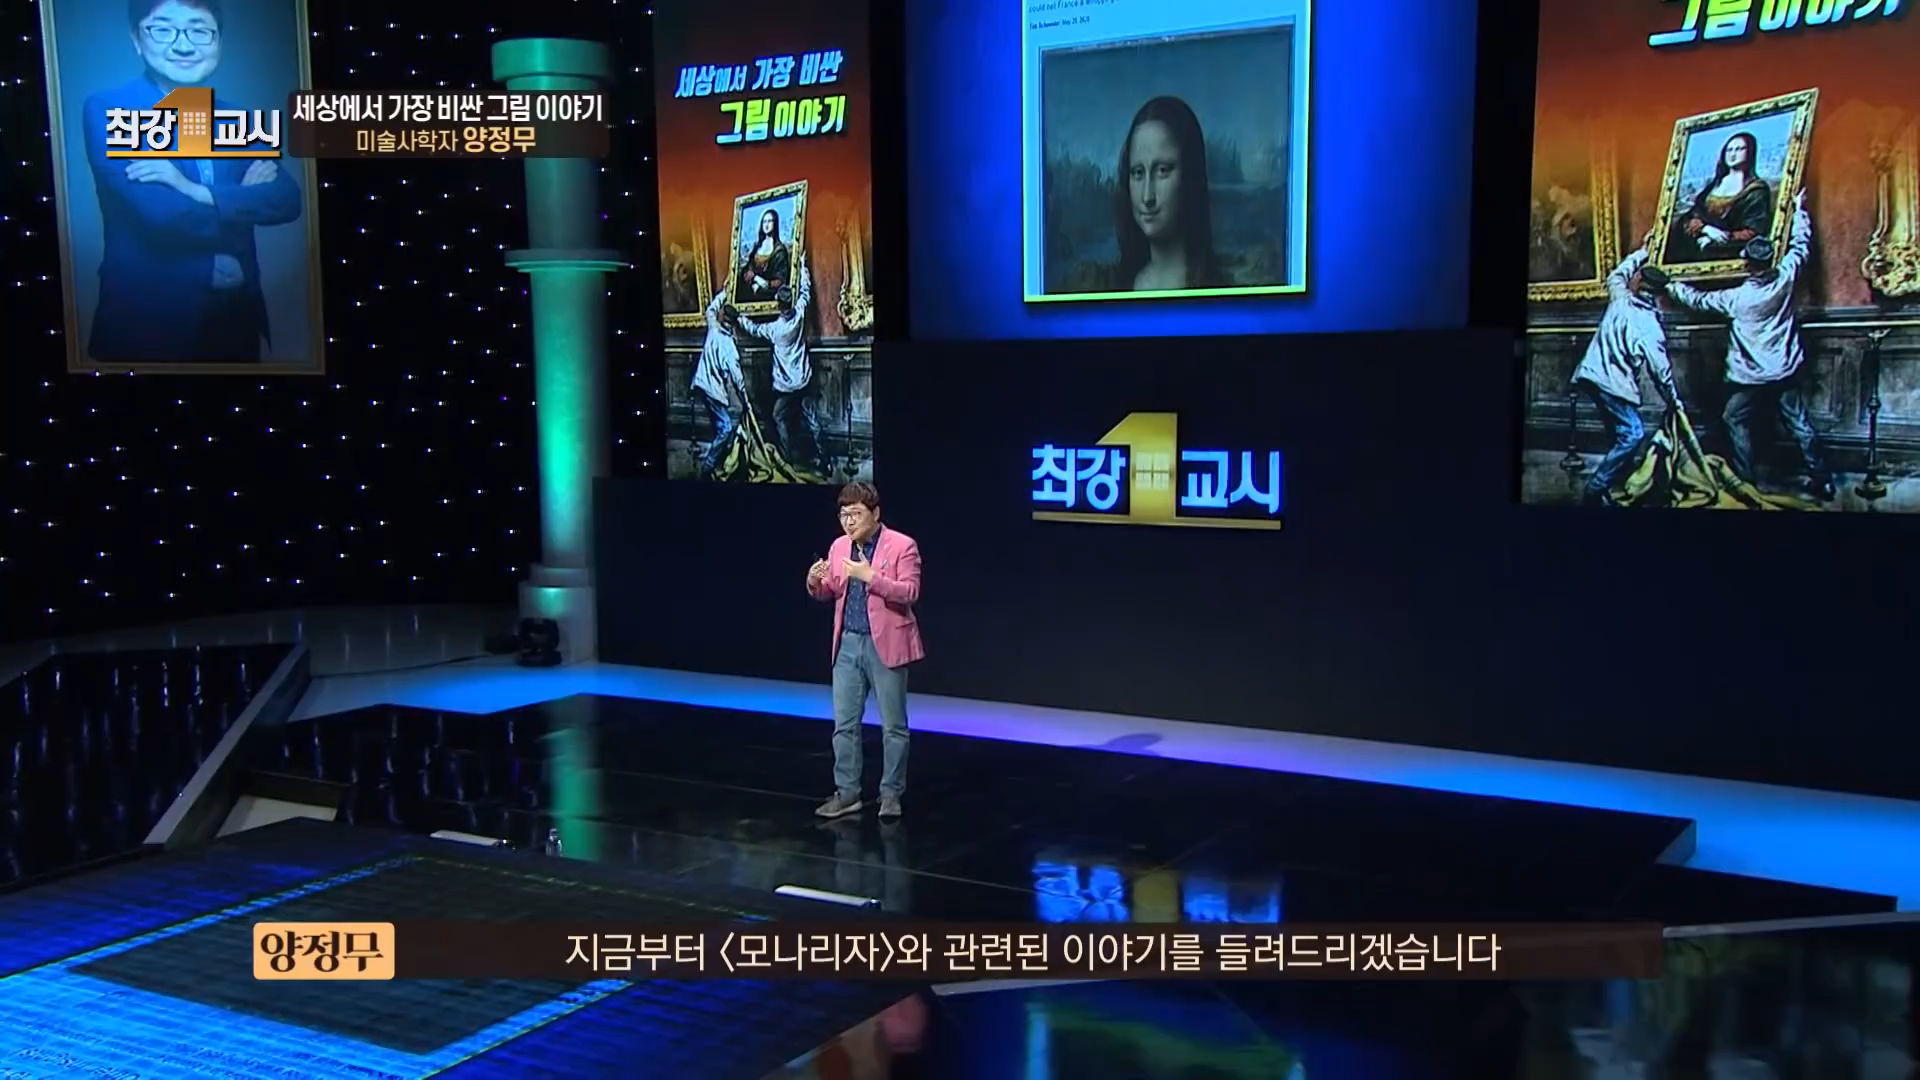 최강1교시
세상에서 가장 비싼 그림 이야기
미술사학자 양정무
세상에서 가장 비싼
그림 이야기
그림 이야기
최강1교시
양정무
지금부터 〈모나리자〉와 관련된 이야기를 들려드리겠습니다